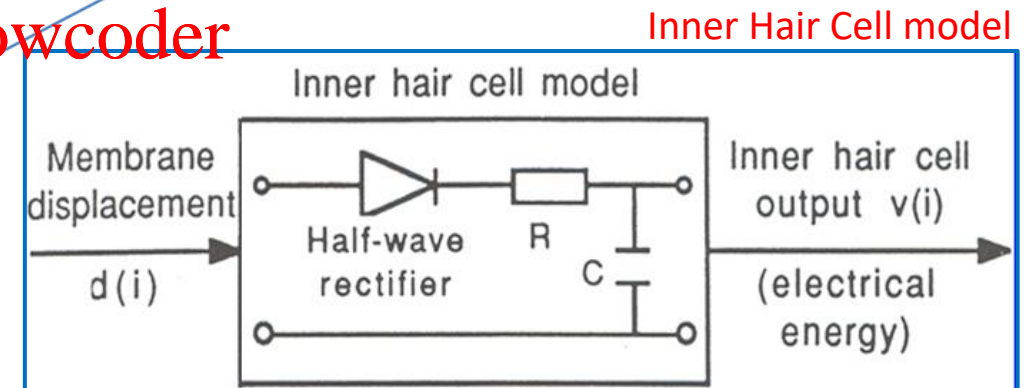 owcoder
Inner Hair Cell model
Inner hair cell model
Membrane
displacement
d(i)
Half-wave
rectifier
R
C
Inner hair cell
output v(i)
(electrical
energy)